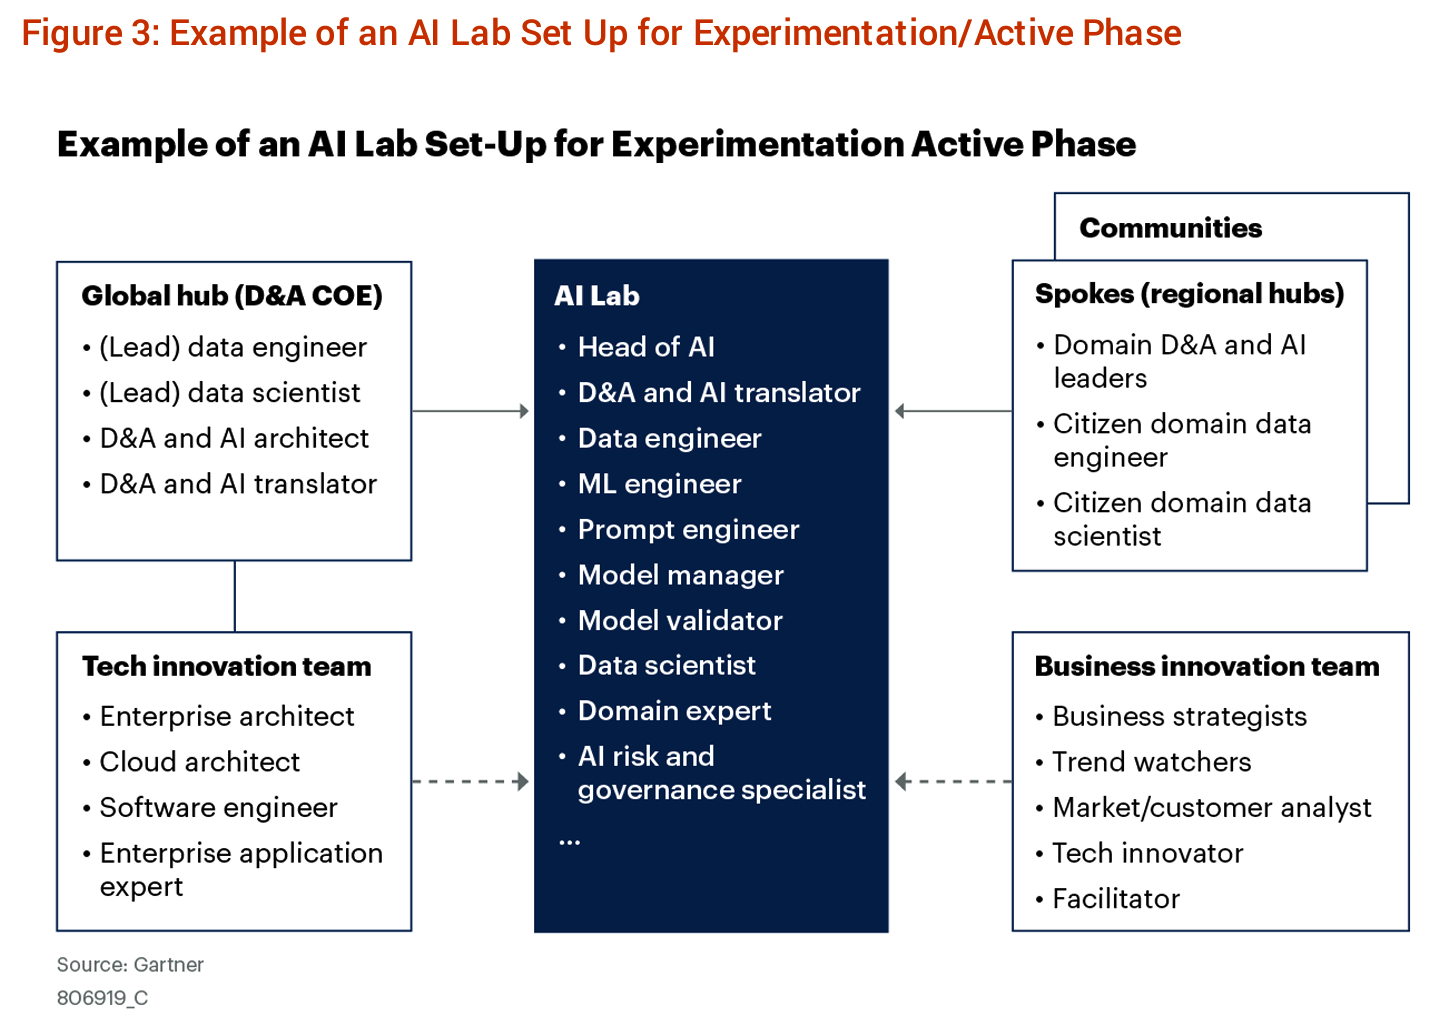 Figure 3: Example of an AI Lab Set Up for Experimentation/Active Phase
Example of an AI Lab Set-Up for Experimentation Active Phase
Global hub (D&A COE)
• (Lead) data engineer
• (Lead) data scientist
• D&A and AI architect
• D&A and AI translator
Tech innovation team
• Enterprise architect
• Cloud architect
• Software engineer
• Enterprise application
expert
AI Lab
• Head of AI
• D&A and AI translator
• Data engineer
• ML engineer
• Prompt engineer
• Model manager
• Model validator
• Data scientist
• Domain expert
• AI risk and
governance specialist
...
Communities
Spokes (regional hubs)
• Domain D&A and AI
leaders
• Citizen domain data
engineer
• Citizen domain data
scientist
Business innovation team
• Business strategists
• Trend watchers
• Market/customer analyst
• Tech innovator
• Facilitator
Source: Gartner
806919_C